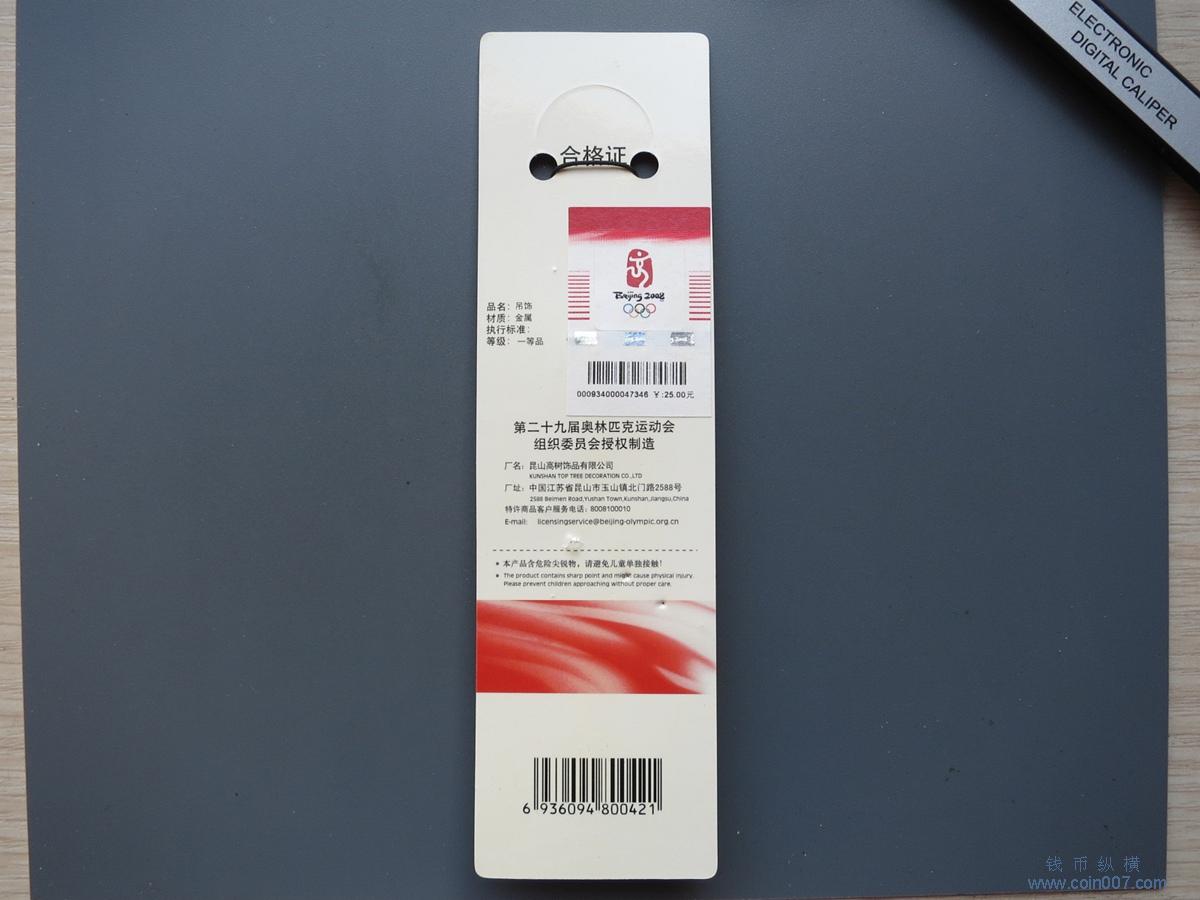 ELECTRONIC
DIGITAL CALIPER
合格证
Beijing 2008
品名：吊饰
材质：金属
执行标准：
等级：一等品
000934000047346 ￥:25.00元
第二十九届奥林匹克运动会
组织委员会授权制造
厂名：昆山高树饰品有限公司
KUNSHAN TOP TREE DECORATION CO.,LTD
厂址：中国江苏省昆山市玉山镇北门路2588号
2588 Beimen Road,Yushan Town,Kunshan,Jiangsu,China
特许商品客户服务电话：8008100010
E-mail: licensingservice@beijing-olympic.org.cn
• 本产品含危险尖锐物，请避免儿童单独接触！
• The product contains sharp point and might cause physical injury.
Please prevent children approaching without proper care.
6 936094 800421
钱币纵横
www.coin007.com